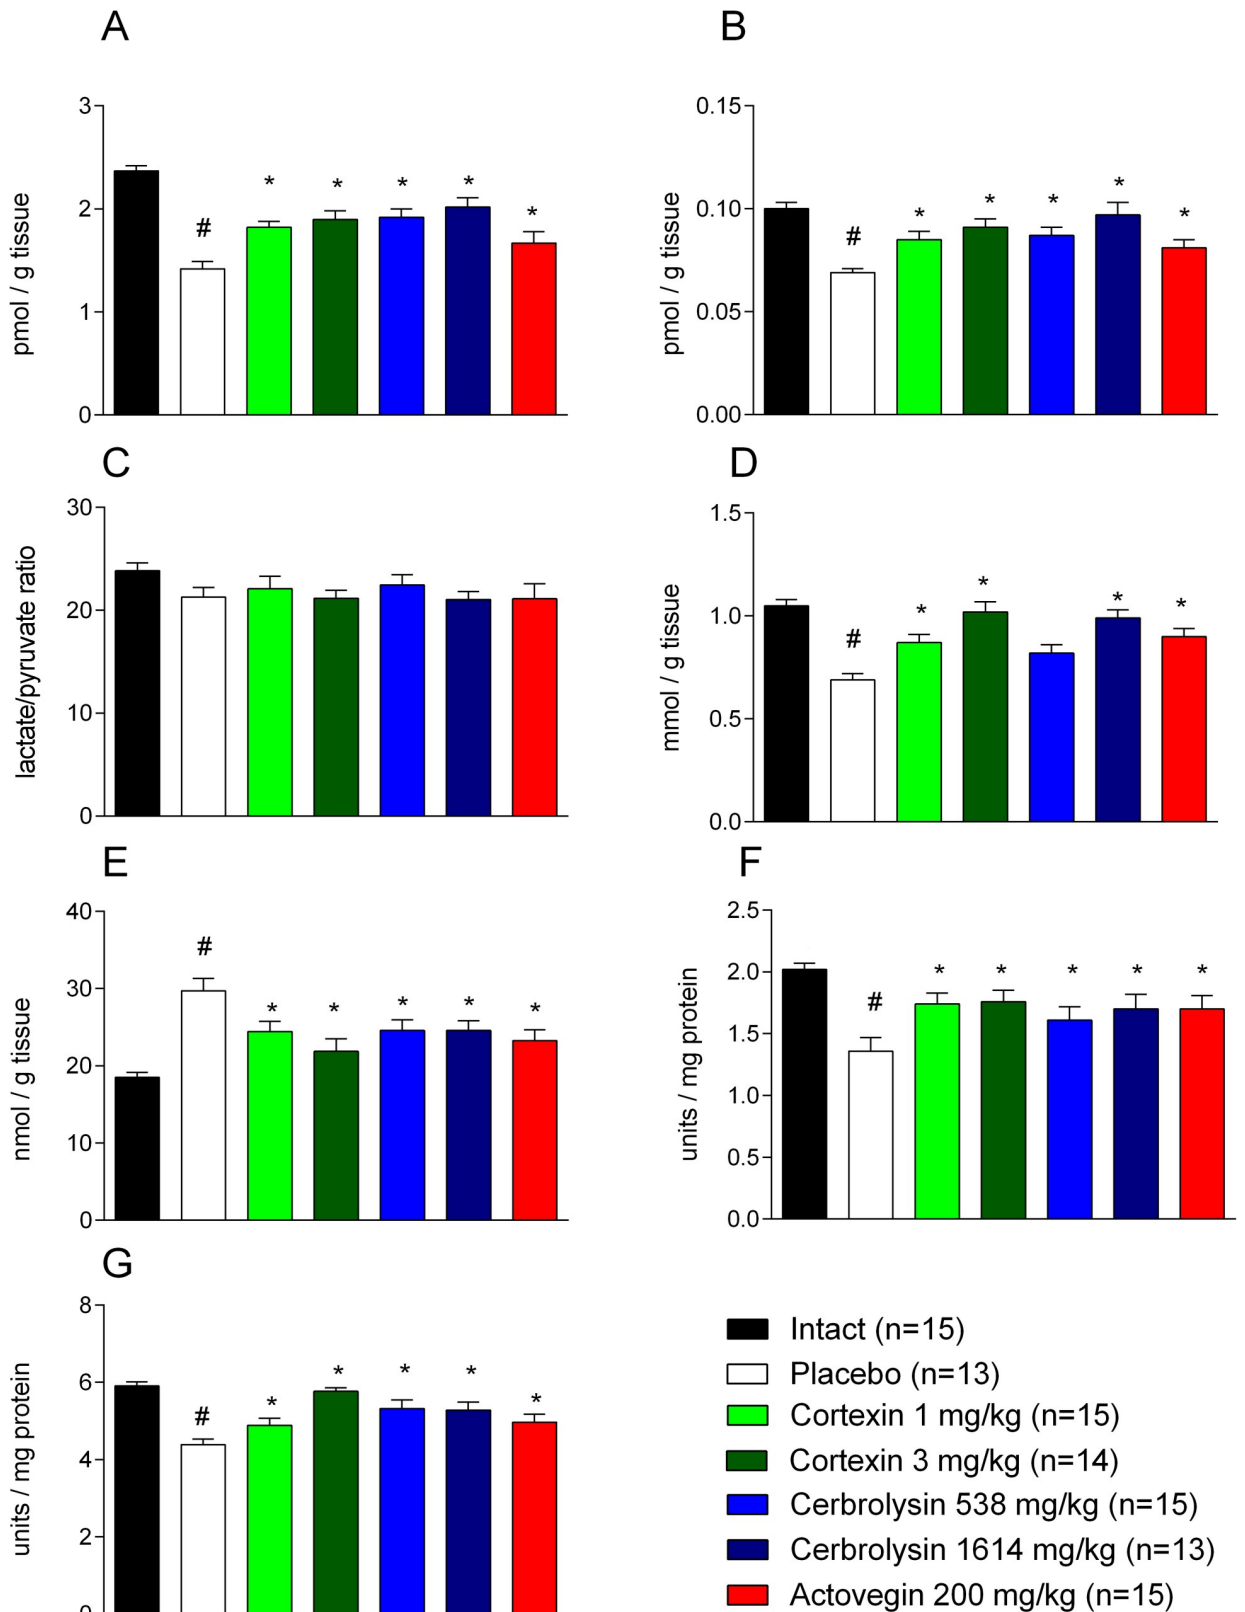 A
pmol / g tissue
3
2
1
0
# * * * * *
B
pmol / g tissue
0.15
0.10
0.05
0.00
# * * * * *
C
lactate/pyruvate ratio
30
20
10
0
D
mmol / g tissue
1.5
1.0
0.5
0.0
# * * * *
E
nmol / g tissue
40
30
20
10
0
# * * * * *
F
units / mg protein
2.5
2.0
1.5
1.0
0.5
0.0
# * * * * *
G
units / mg protein
8
6
4
2
0
# * * * * *
Intact (n=15)
Placebo (n=13)
Cortexin 1 mg/kg (n=15)
Cortexin 3 mg/kg (n=14)
Cerbrolysin 538 mg/kg (n=15)
Cerbrolysin 1614 mg/kg (n=13)
Actovegin 200 mg/kg (n=15)